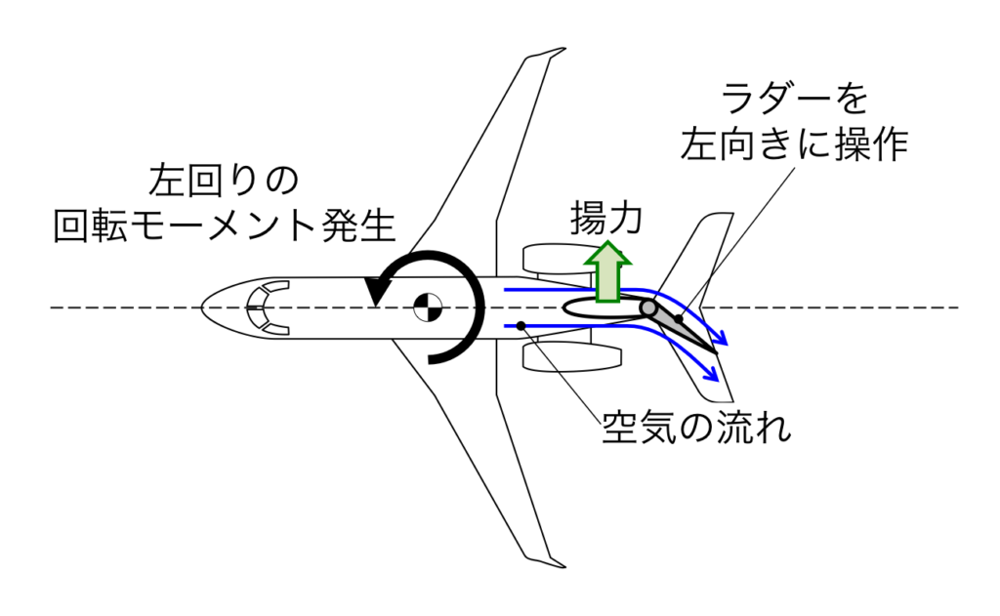 ラダーを
左向きに操作
左回りの
回転モーメント発生
揚力
空気の流れ